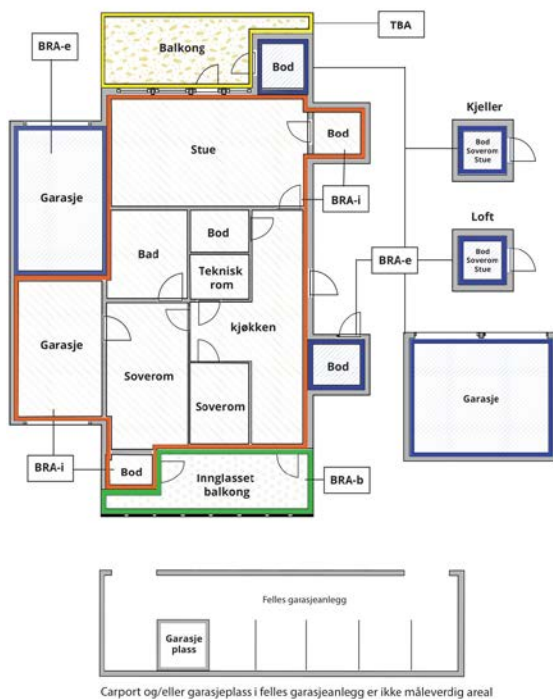 TBA
BRA-e
Balkong
Bod
Kjeller
Bod
Soverom
Stue
Stue
Bod
Garasje
BRA-i
Loft
Bod
Bod
Soverom
Stue
Bad
Teknisk
rom
BRA-e
kjøkken
Garasje
Soverom
Soverom
Bod
Garasje
BRA-i
Bod
Innglasset
balkong
BRA-b
Felles garasjeanlegg
Garasje
plass
Carport og/eller garasjeplass i felles garasjeanlegg er ikke måleverdig areal